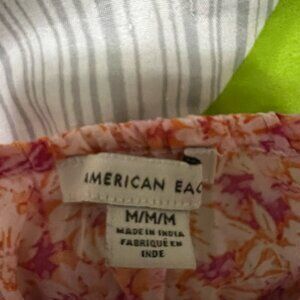 AMERICAN EAG
M/M/M
MADE IN INDIA
FABRIQUÉ EN
INDE